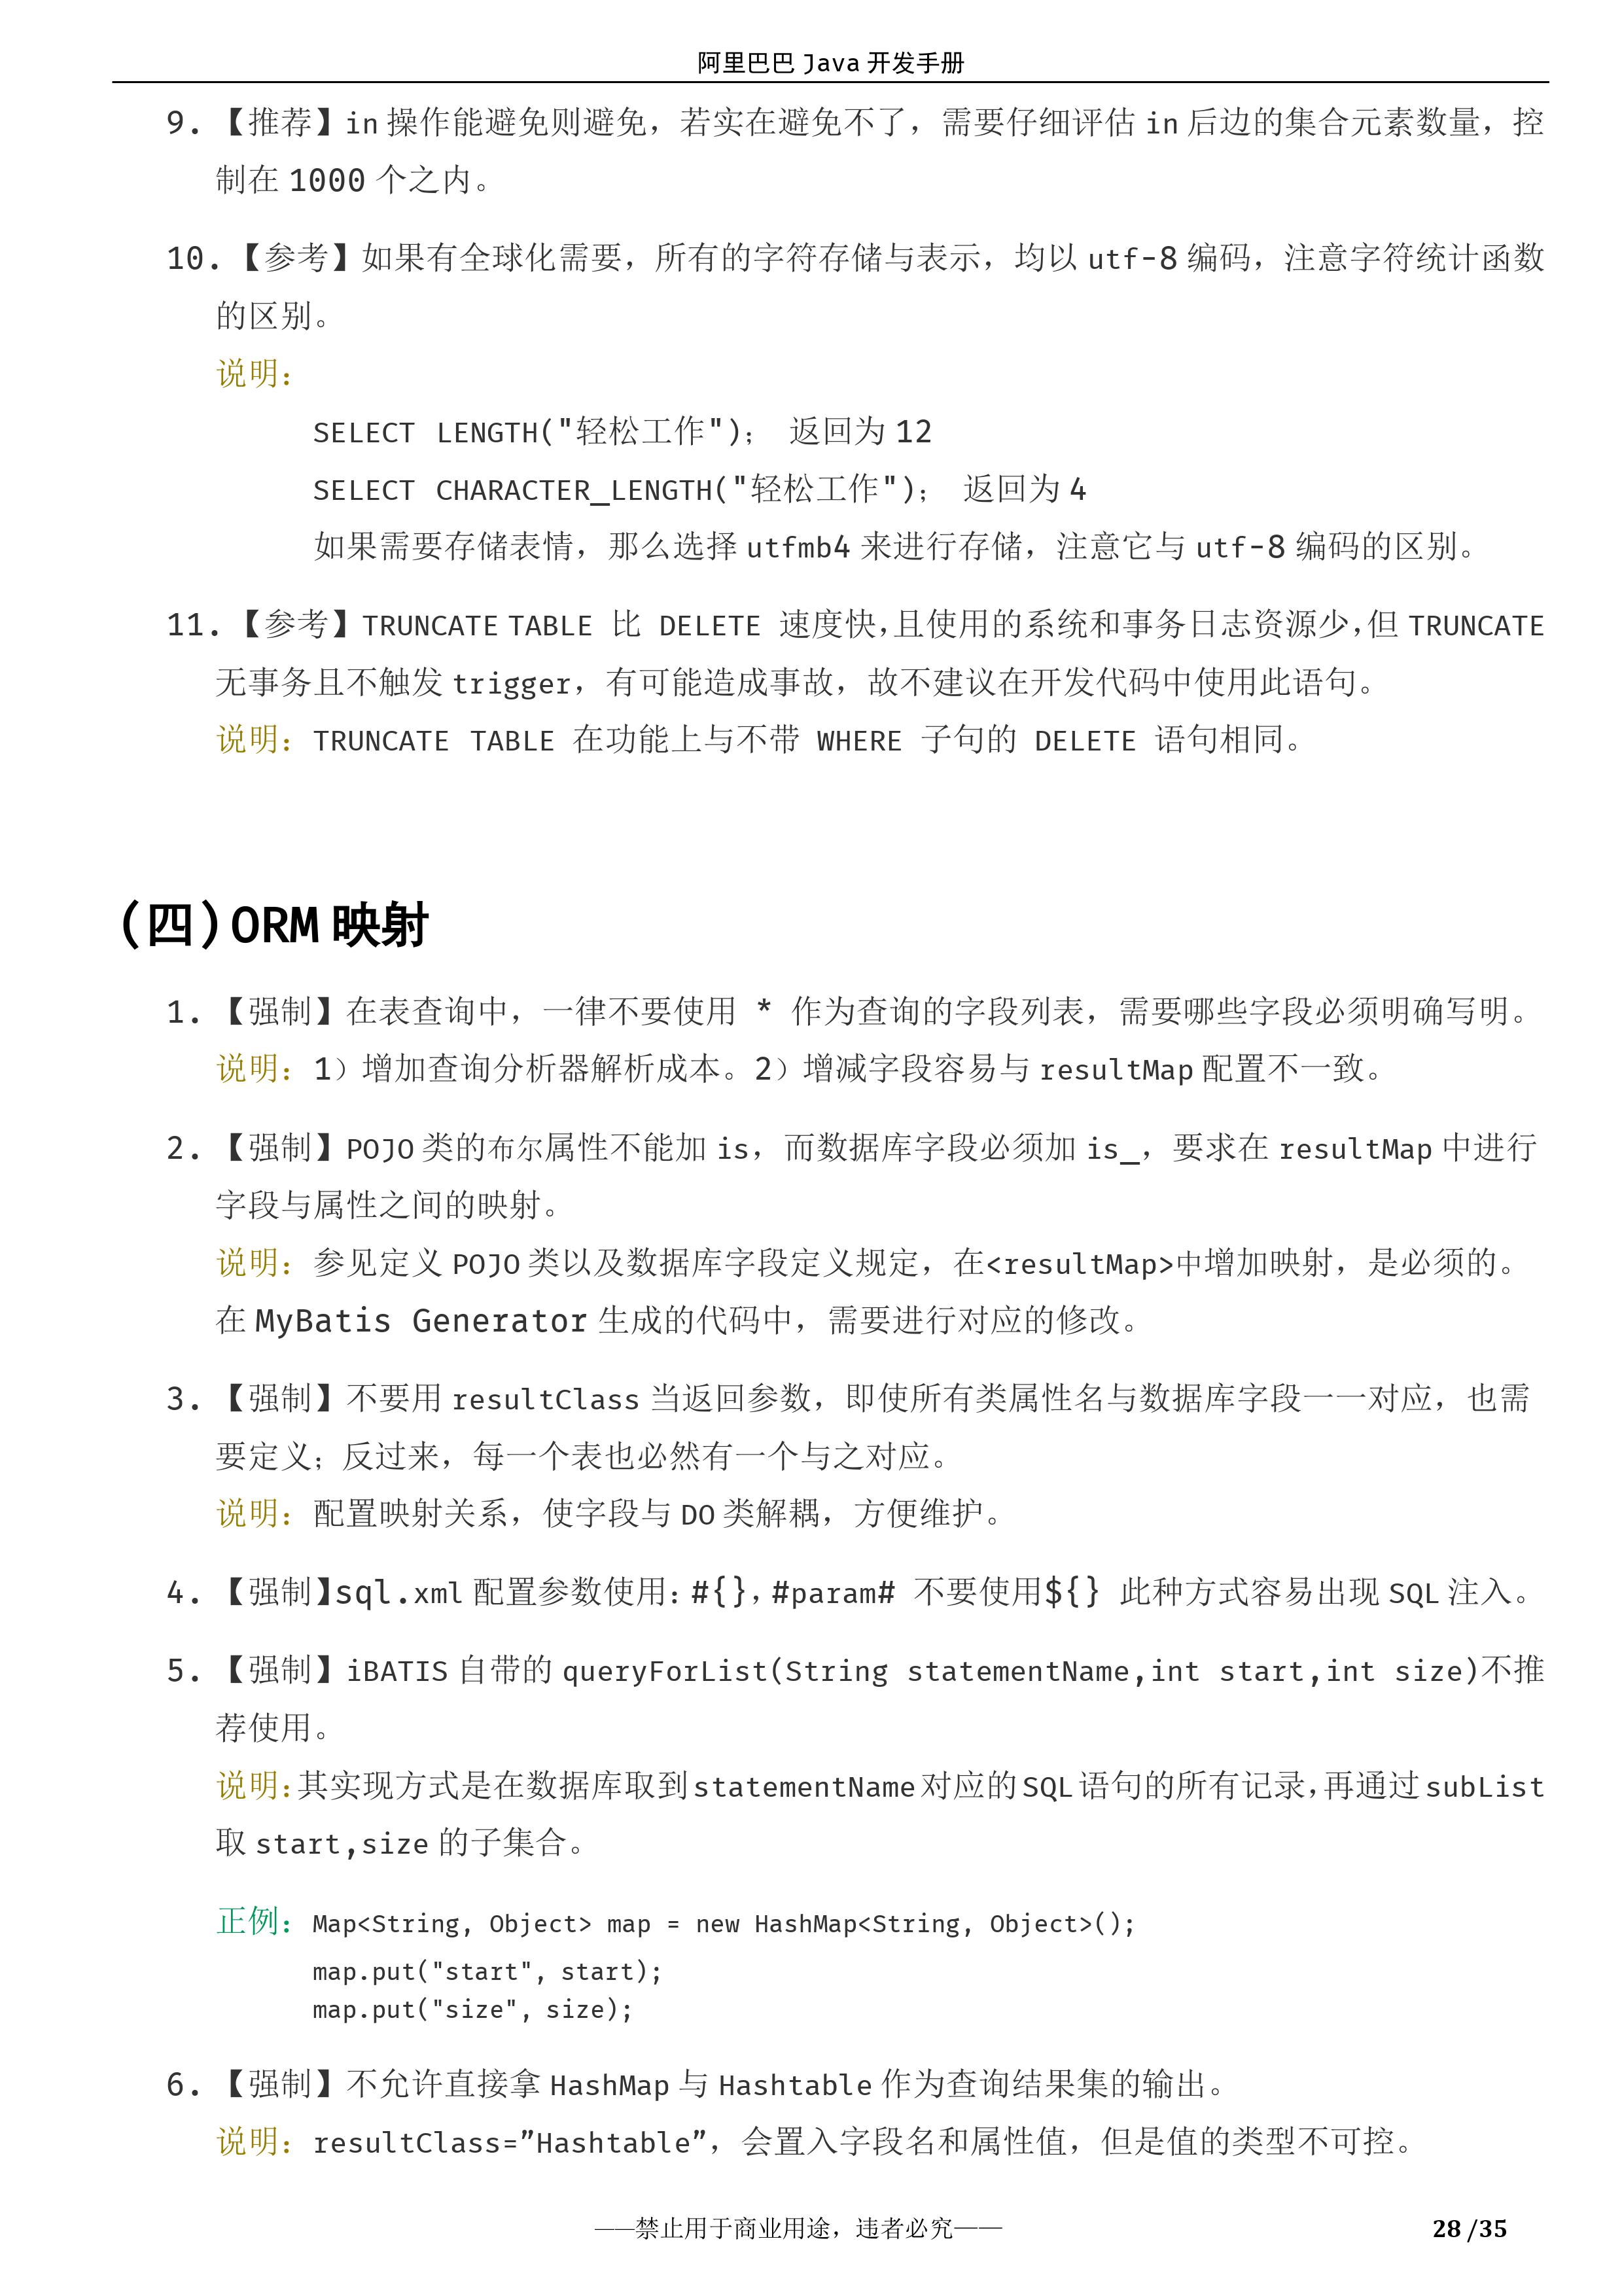 阿里巴巴 Java 开发手册
9. 【推荐】in 操作能避免则避免，若实在避免不了，需要仔细评估 in 后边的集合元素数量，控
制在 1000 个之内。
10. 【参考】如果有全球化需要，所有的字符存储与表示，均以 utf-8 编码，注意字符统计函数
的区别。
说明：
SELECT LENGTH("轻松工作"); 返回为 12
SELECT CHARACTER_LENGTH("轻松工作"); 返回为 4
如果需要存储表情，那么选择 utfmb4 来进行存储，注意它与 utf-8 编码的区别。
11. 【参考】TRUNCATE TABLE 比 DELETE 速度快，且使用的系统和事务日志资源少，但 TRUNCATE
无事务且不触发 trigger，有可能造成事故，故不建议在开发代码中使用此语句。
说明：TRUNCATE TABLE 在功能上与不带 WHERE 子句的 DELETE 语句相同。
(四)ORM 映射
1. 【强制】在表查询中，一律不要使用 * 作为查询的字段列表，需要哪些字段必须明确写明。
说明：1）增加查询分析器解析成本。2）增减字段容易与 resultMap 配置不一致。
2. 【强制】POJO 类的布尔属性不能加 is，而数据库字段必须加 is_，要求在 resultMap 中进行
字段与属性之间的映射。
说明：参见定义 POJO 类以及数据库字段定义规定，在<resultMap>中增加映射，是必须的。
在 MyBatis Generator 生成的代码中，需要进行对应的修改。
3. 【强制】不要用 resultClass 当返回参数，即使所有类属性名与数据库字段一一对应，也需
要定义；反过来，每一个表也必然有一个与之对应。
说明：配置映射关系，使字段与 DO 类解耦，方便维护。
4. 【强制】sql.xml 配置参数使用：#{}，#param# 不要使用${} 此种方式容易出现 SQL 注入。
5. 【强制】iBATIS 自带的 queryForList(String statementName,int start,int size)不推
荐使用。
说明：其实现方式是在数据库取到statementName对应的SQL语句的所有记录，再通过subList
取 start,size 的子集合。
正例：Map<String, Object> map = new HashMap<String, Object>();
map.put("start", start);
map.put("size", size);
6. 【强制】不允许直接拿 HashMap 与 Hashtable 作为查询结果集的输出。
说明：resultClass=”Hashtable”，会置入字段名和属性值，但是值的类型不可控。
——禁止用于商业用途，违者必究——
28 /35